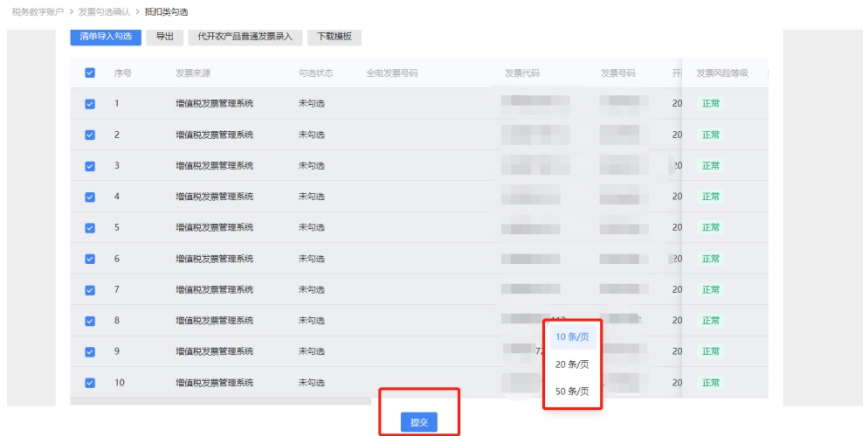 税务数字账户 > 发票勾选确认 > 抵扣类勾选
清单导入勾选 导出 代开农产品普通发票录入 下载模板
序号 发票来源 勾选状态 全电发票号码 发票代码 发票号码 开 发票风险等级
1 增值税发票管理系统 未勾选 20 正常
2 增值税发票管理系统 未勾选 20 正常
3 增值税发票管理系统 未勾选 20 正常
4 增值税发票管理系统 未勾选 20 正常
5 增值税发票管理系统 未勾选 20 正常
6 增值税发票管理系统 未勾选 20 正常
7 增值税发票管理系统 未勾选 20 正常
8 增值税发票管理系统 未勾选 20 正常
10 条/页
9 增值税发票管理系统 未勾选 20 正常
20 条/页
10 增值税发票管理系统 未勾选 20 正常
50 条/页
提交